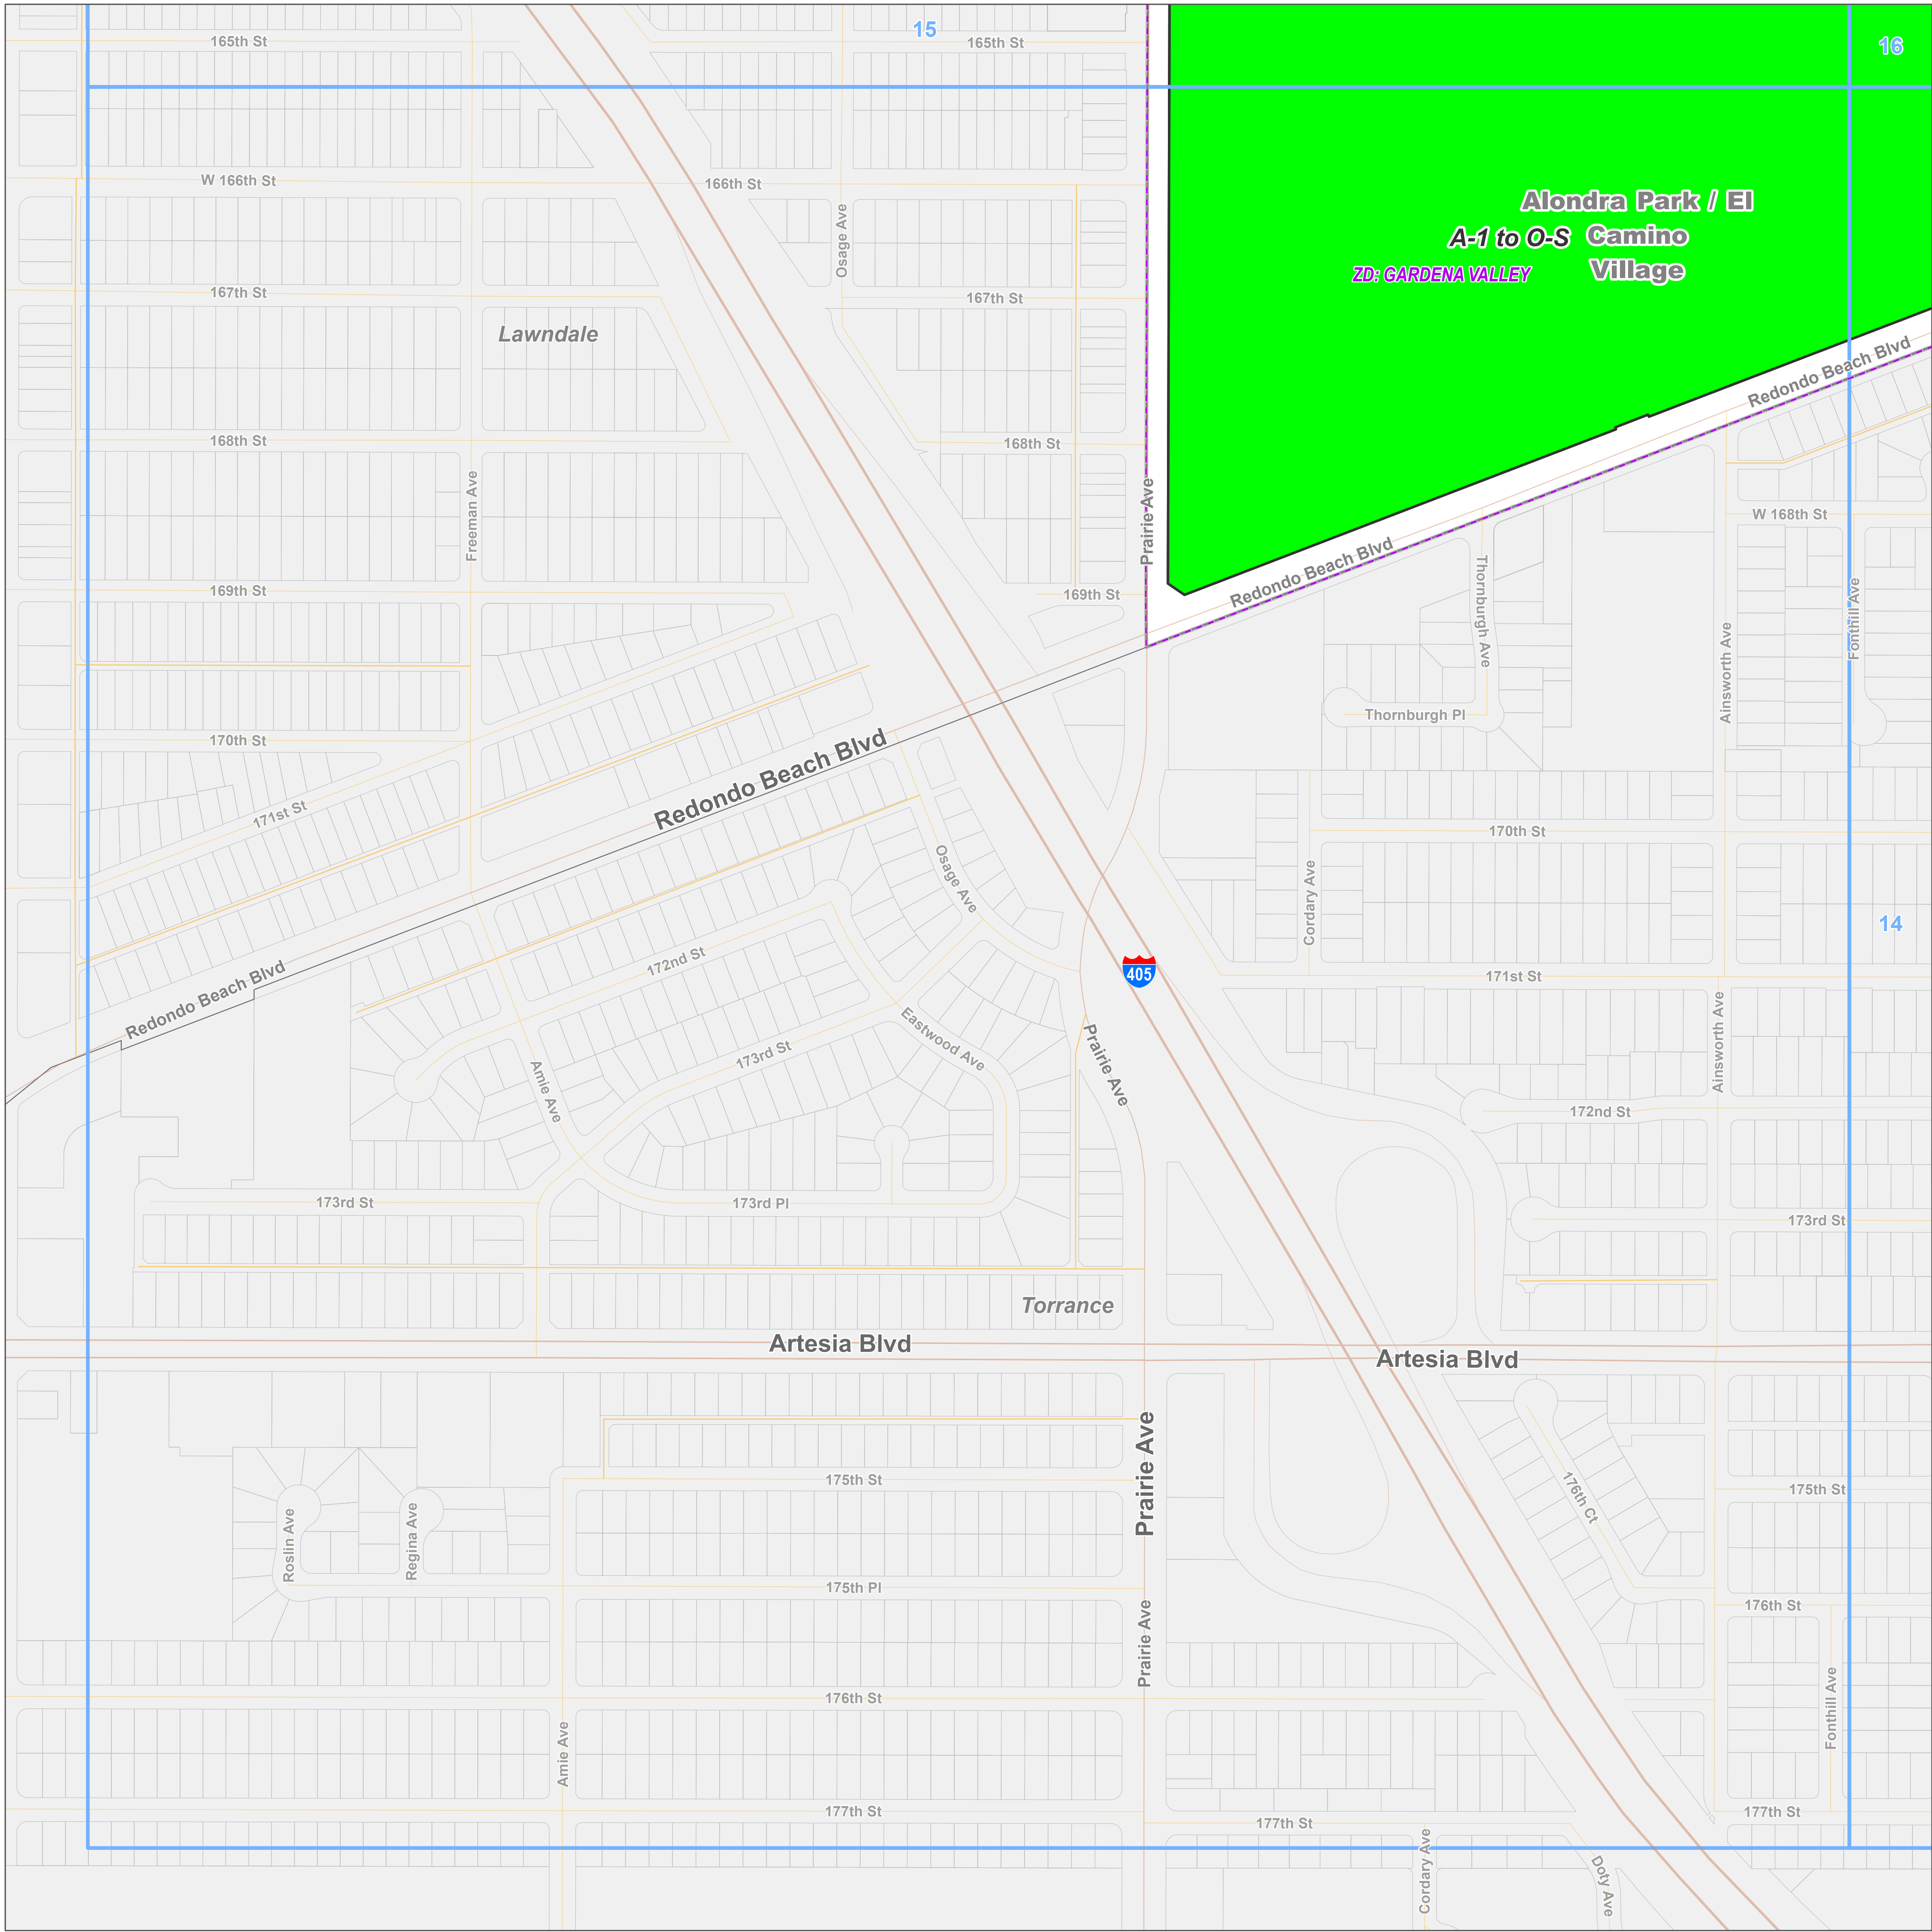 15
16
165th St
165th St
W 166th St
166th St
Osage Ave
Alondra Park / El
A-1 to O-S Camino
ZD: GARDENA VALLEY Village
167th St
167th St
Lawndale
Redondo Beach Blvd
168th St
168th St
Freeman Ave
Prairie Ave
W 168th St
Redondo Beach Blvd
169th St
169th St
Thornburgh Ave
Fonthill Ave
Ainsworth Ave
Thornburgh Pl
170th St
Redondo Beach Blvd
171st St
170th St
Osage Ave
Cordary Ave
14
172nd St
405
171st St
Redondo Beach Blvd
Eastwood Ave
173rd St
Prairie Ave
Ainsworth Ave
Amie Ave
172nd St
173rd St
173rd Pl
173rd St
Torrance
Artesia Blvd
Artesia Blvd
Prairie Ave
175th St
175th St
176th Ct
Roslin Ave
Regina Ave
175th Pl
176th St
Prairie Ave
176th St
Fonthill Ave
Amie Ave
177th St
177th St
177th St
Cordary Ave
Doty Ave